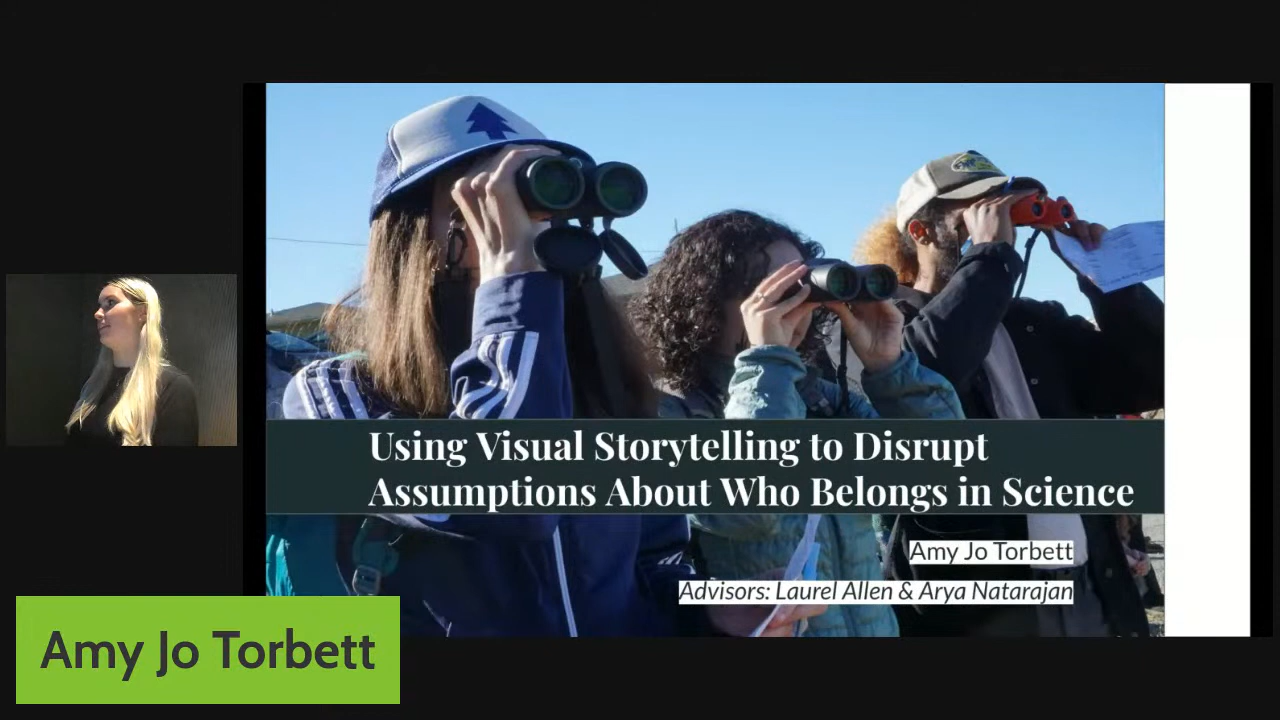 Using Visual Storytelling to Disrupt
Assumptions About Who Belongs in Science
Amy Jo Torbett
Advisors: Laurel Allen & Arya Natarajan
Amy Jo Torbett